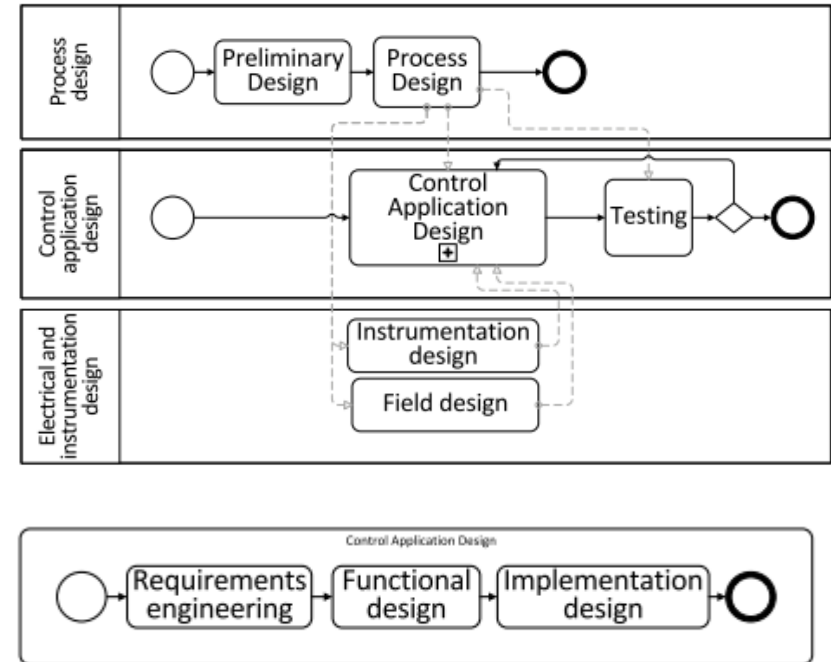 Process
design
Preliminary
Design
Process
Design
Control
application
design
Control
Application
Design
Testing
Electrical and
instrumentation
design
Instrumentation
design
Field design
Control Application Design
Requirements
engineering
Functional
design
Implementation
design